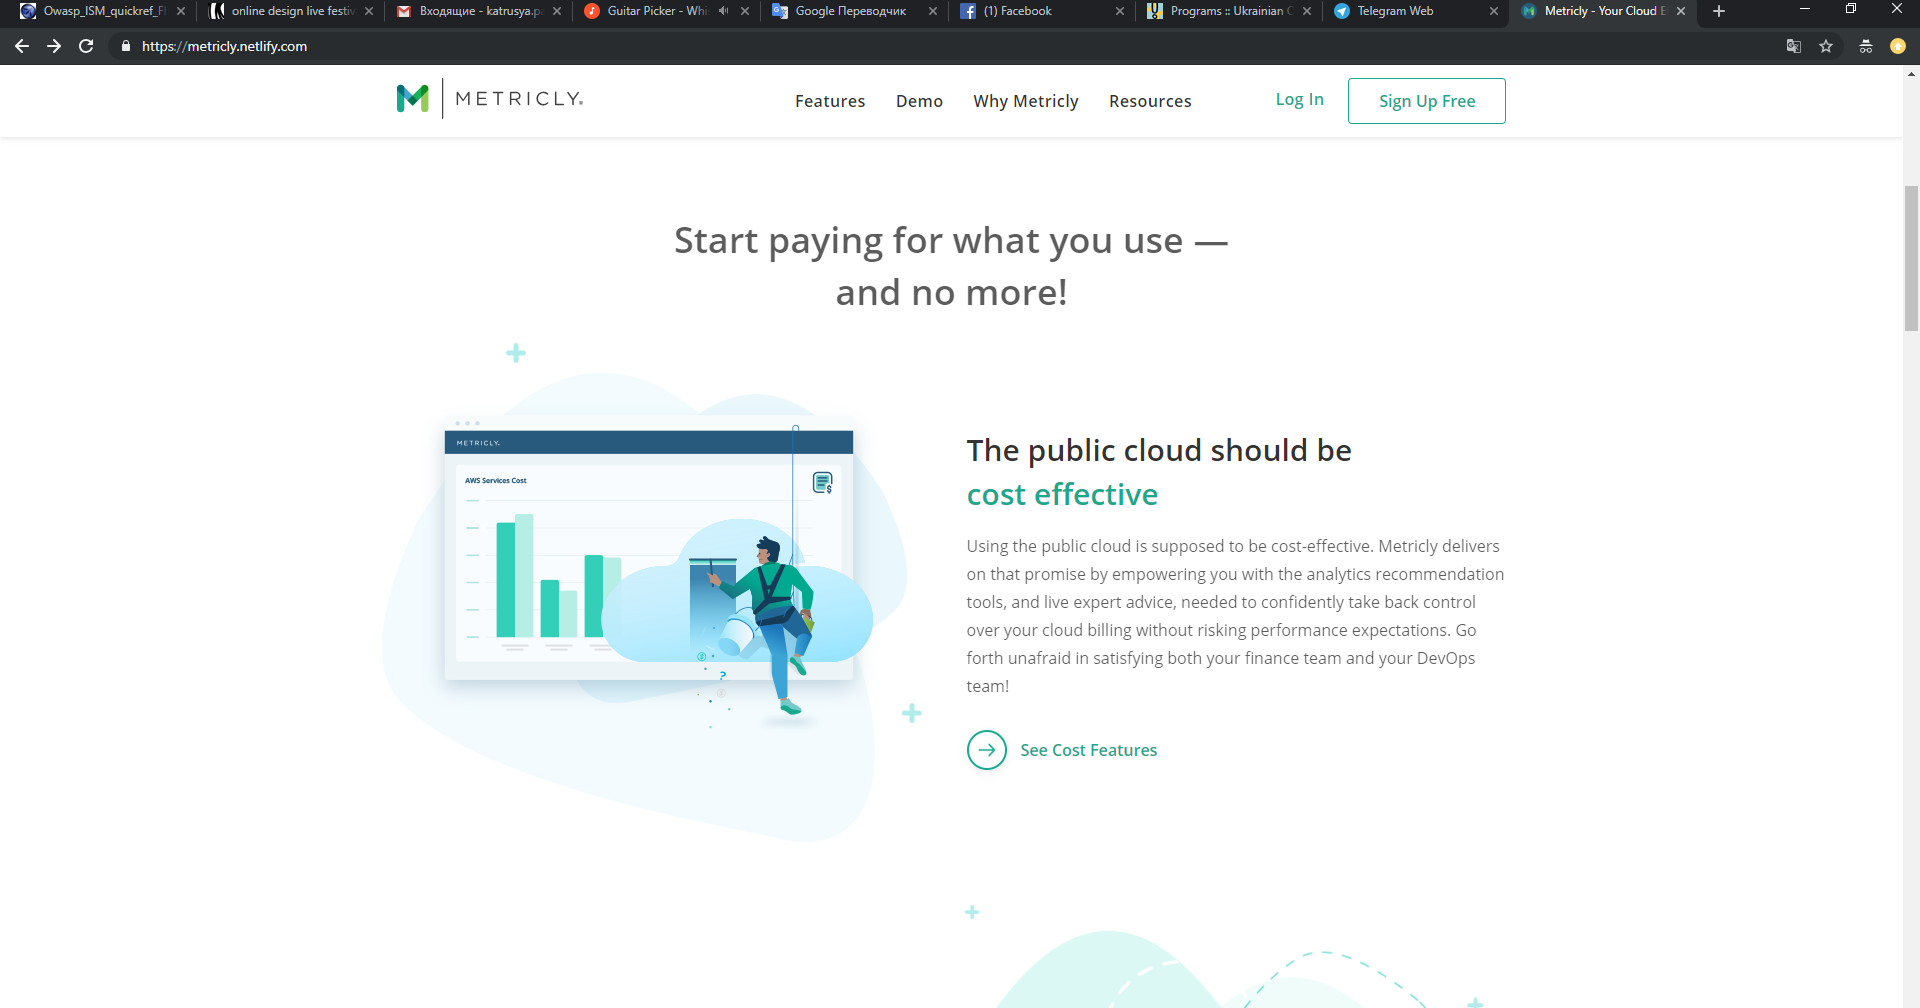 Owasp_ISM_quickref_F
online design live festiv
Входящие - katrusya.p
Guitar Picker - Whi
Google Переводчик
(1) Facebook
Programs :: Ukrainian C
Telegram Web
Metricly - Your Cloud E
https://metricly.netlify.com
METRICLY.
Features
Demo
Why Metricly
Resources
Log In
Sign Up Free
Start paying for what you use —
and no more!
METRICLY.
AWS Services Cost
$
?
The public cloud should be
cost effective
Using the public cloud is supposed to be cost-effective. Metricly delivers
on that promise by empowering you with the analytics recommendation
tools, and live expert advice, needed to confidently take back control
over your cloud billing without risking performance expectations. Go
forth unafraid in satisfying both your finance team and your DevOps
team!
See Cost Features